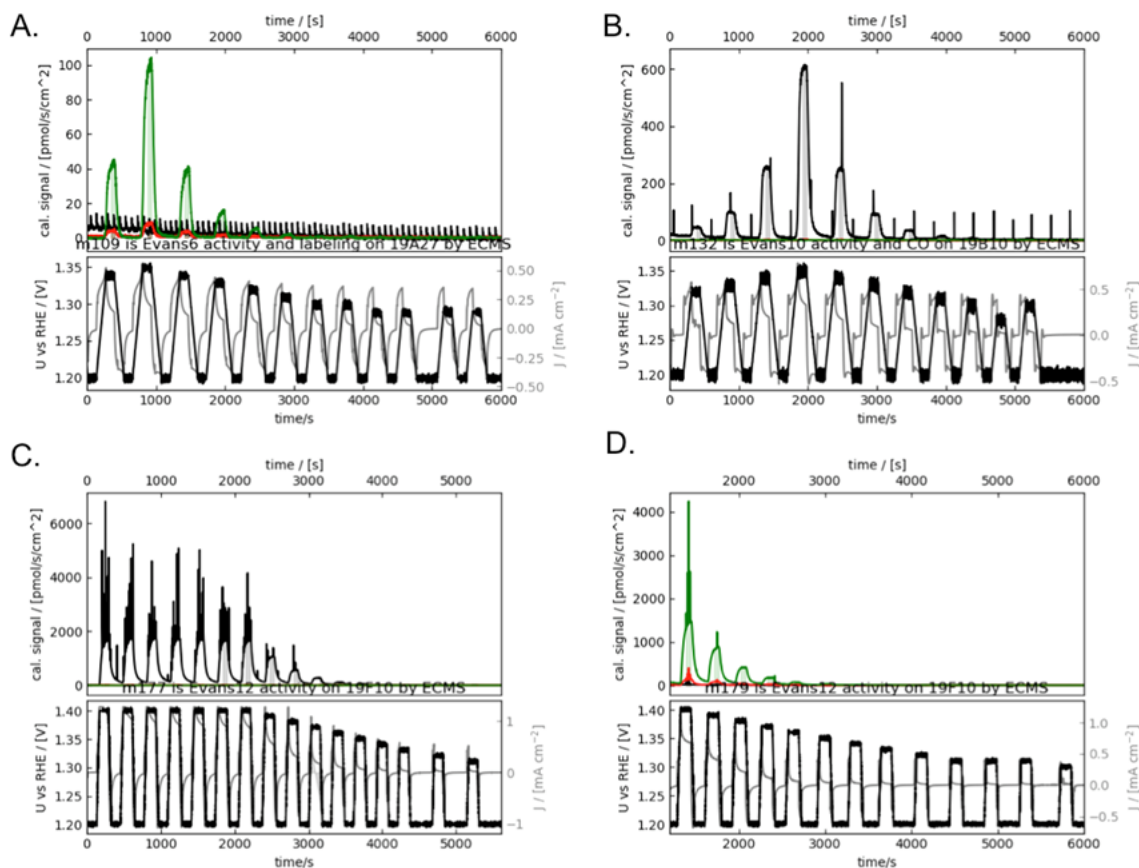 A.
time / [s]
0 1000 2000 3000 4000 5000 6000
cal. signal / [pmol/s/cm^2]
100
80
60
40
20
0
m109 is Evans6 activity and labeling on 19A27 by ECMS
U vs RHE / [V]
1.35
1.30
1.25
1.20
0.50
0.25
0.00
−0.25
−0.50
J / [mA cm−2]
0 1000 2000 3000 4000 5000 6000
time/s
B.
time / [s]
0 1000 2000 3000 4000 5000 6000
cal. signal / [pmol/s/cm^2]
600
400
200
0
m132 is Evans10 activity and CO on 19B10 by ECMS
U vs RHE / [V]
1.35
1.30
1.25
1.20
0.5
0.0
−0.5
J / [mA cm−2]
0 1000 2000 3000 4000 5000 6000
time/s
C.
time / [s]
0 1000 2000 3000 4000 5000
cal. signal / [pmol/s/cm^2]
6000
4000
2000
0
m177 is Evans12 activity on 19F10 by ECMS
U vs RHE / [V]
1.40
1.35
1.30
1.25
1.20
1
0
−1
J / [mA cm−2]
0 1000 2000 3000 4000 5000
time/s
D.
time / [s]
2000 3000 4000 5000 6000
cal. signal / [pmol/s/cm^2]
4000
3000
2000
1000
0
m179 is Evans12 activity on 19F10 by ECMS
U vs RHE / [V]
1.40
1.35
1.30
1.25
1.20
1.0
0.5
0.0
−0.5
J / [mA cm−2]
2000 3000 4000 5000 6000
time/s